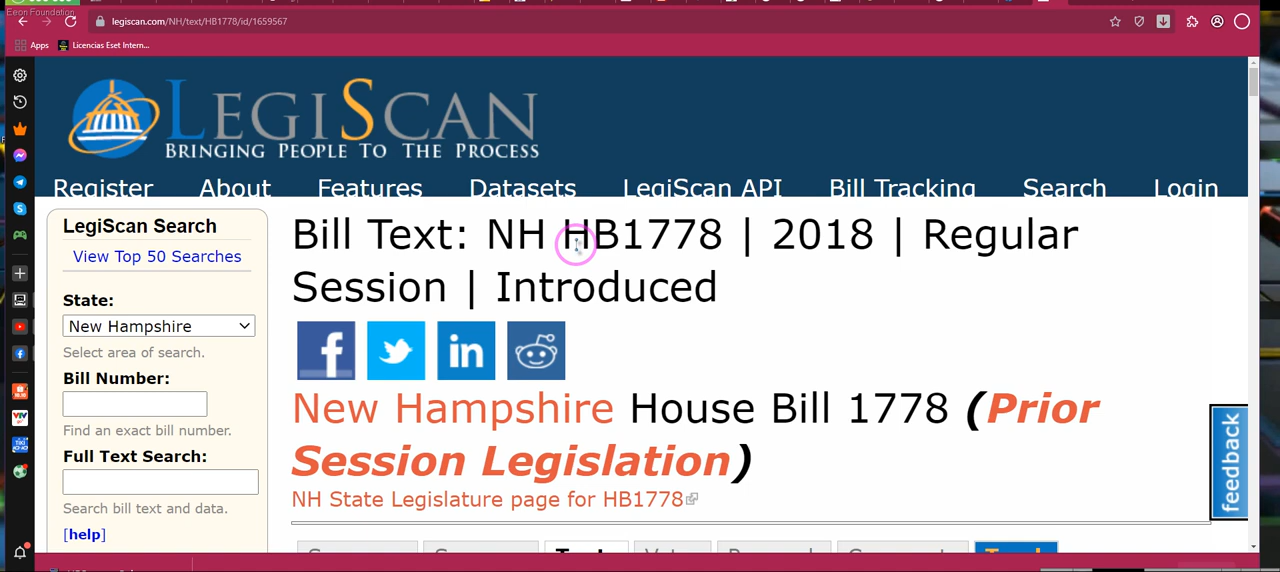 Eeon Foundation
legiscan.com/NH/text/HB1778/id/1659567
Apps Licencias Eset Intern...
LEGISCAN
BRINGING PEOPLE TO THE PROCESS
Register About Features Datasets LegiScan API Bill Tracking Search Login
LegiScan Search
View Top 50 Searches
State:
New Hampshire
Select area of search.
Bill Number:
Find an exact bill number.
Full Text Search:
Search bill text and data.
[help]
Bill Text: NH HB1778 | 2018 | Regular
Session | Introduced
New Hampshire House Bill 1778 (Prior
Session Legislation)
NH State Legislature page for HB1778
feedback